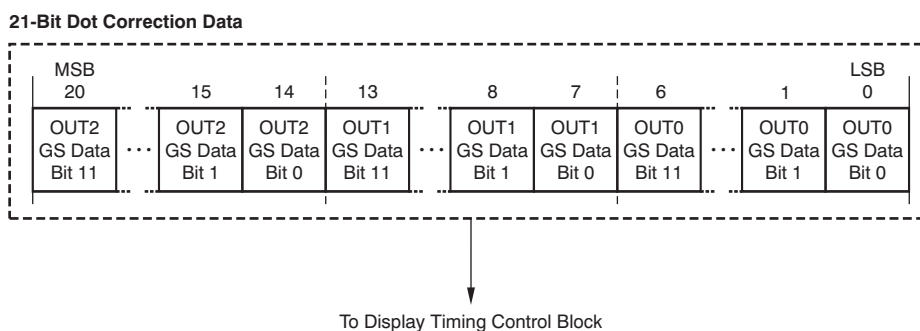 21-Bit Dot Correction Data
MSB LSB
20 15 14 13 8 7 6 1 0
OUT2 OUT2 OUT2 OUT1 OUT1 OUT1 OUT0 OUT0 OUT0
GS Data ... GS Data GS Data GS Data ... GS Data GS Data GS Data ... GS Data GS Data
Bit 11 Bit 1 Bit 0 Bit 11 Bit 1 Bit 0 Bit 11 Bit 1 Bit 0
To Display Timing Control Block